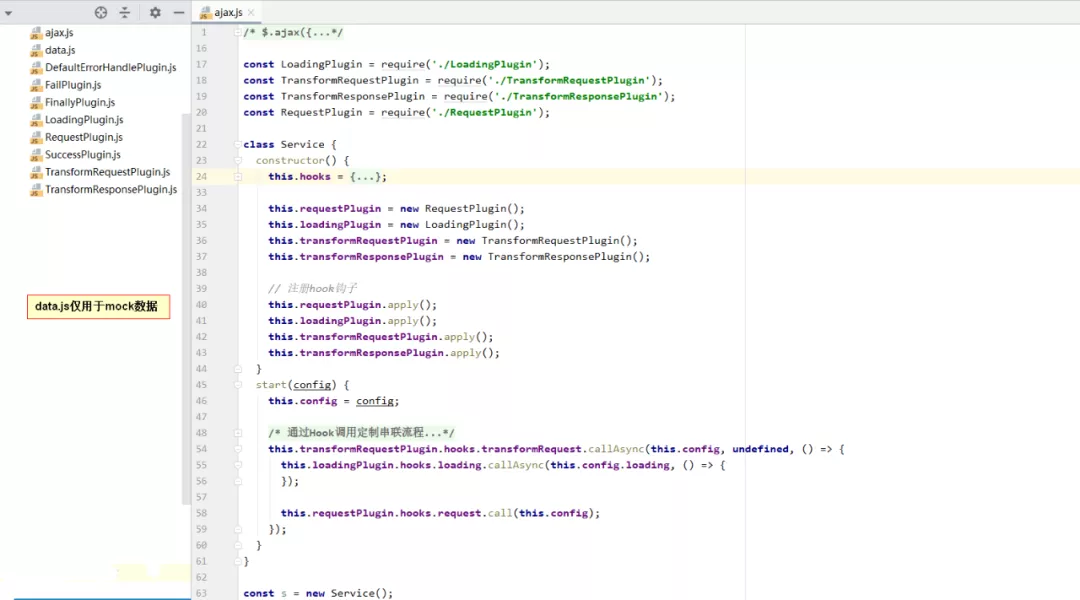 ajax.js
ajax.js
data.js
DefaultErrorHandlePlugin.js
FailPlugin.js
FinallyPlugin.js
LoadingPlugin.js
RequestPlugin.js
SuccessPlugin.js
TransformRequestPlugin.js
TransformResponsePlugin.js
data.js仅用于mock数据
1 /* $.ajax({...*/
16
17 const LoadingPlugin = require('./LoadingPlugin');
18 const TransformRequestPlugin = require('./TransformRequestPlugin');
19 const TransformResponsePlugin = require('./TransformResponsePlugin');
20 const RequestPlugin = require('./RequestPlugin');
21
22 class Service {
23 constructor() {
24 this.hooks = {...};
33
34 this.requestPlugin = new RequestPlugin();
35 this.loadingPlugin = new LoadingPlugin();
36 this.transformRequestPlugin = new TransformRequestPlugin();
37 this.transformResponsePlugin = new TransformResponsePlugin();
38
39 // 注册hook钩子
40 this.requestPlugin.apply();
41 this.loadingPlugin.apply();
42 this.transformRequestPlugin.apply();
43 this.transformResponsePlugin.apply();
44 }
45 start(config) {
46 this.config = config;
47
48 /* 通过Hook调用定制串联流程...*/
54 this.transformRequestPlugin.hooks.transformRequest.callAsync(this.config, undefined, () => {
55 this.loadingPlugin.hooks.loading.callAsync(this.config.loading, () => {
56 });
57
58 this.requestPlugin.hooks.request.call(this.config);
59 });
60 }
61 }
62
63 const s = new Service();